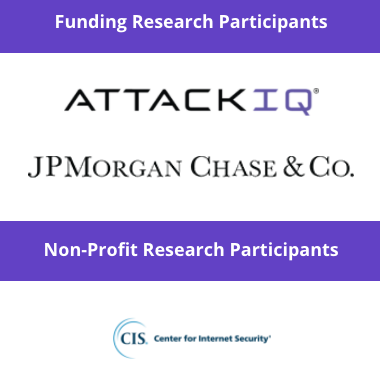 Funding Research Participants
ATTACKIQ®
JPMORGAN CHASE & CO.
Non-Profit Research Participants
CIS. Center for Internet Security®